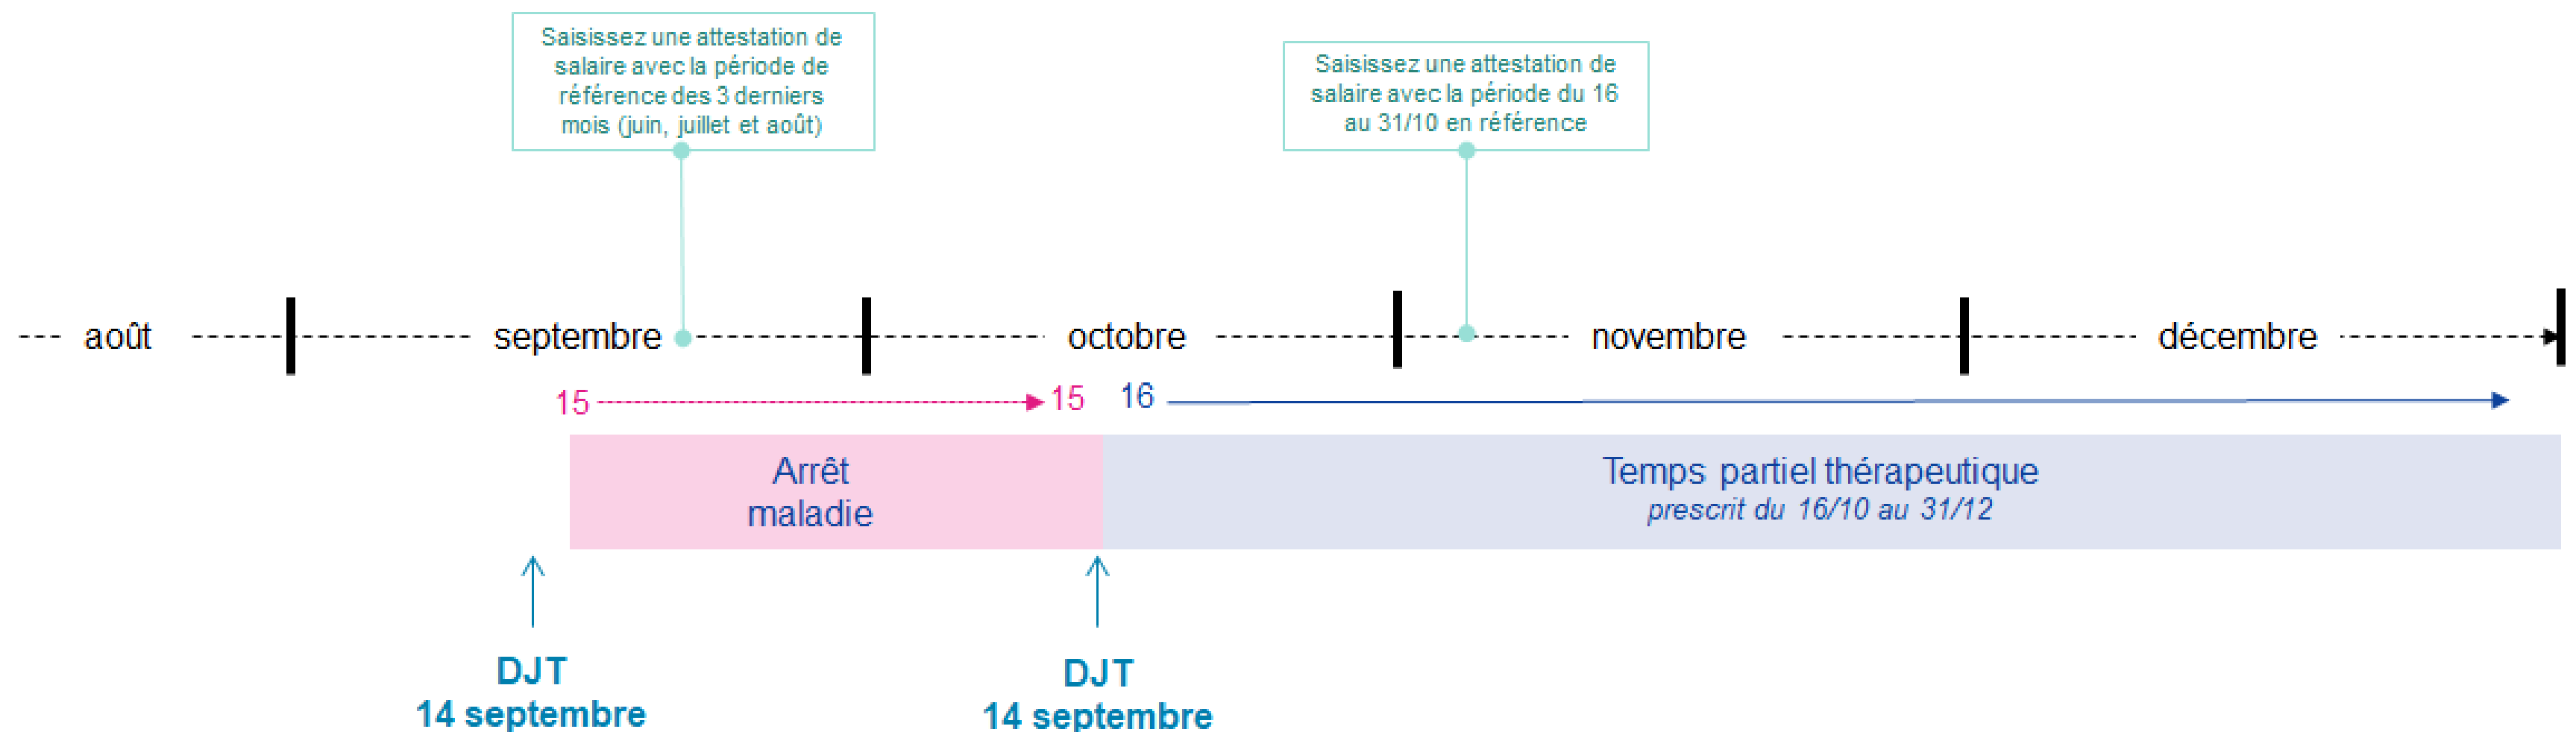 Saisissez une attestation de
salaire avec la période de
référence des 3 derniers
mois (juin, juillet et août)
Saisissez une attestation de
salaire avec la période du 16
au 31/10 en référence
août
septembre
octobre
novembre
décembre
15
15
16
Arrêt
maladie
Temps partiel thérapeutique
prescrit du 16/10 au 31/12
DJT
14 septembre
DJT
14 septembre